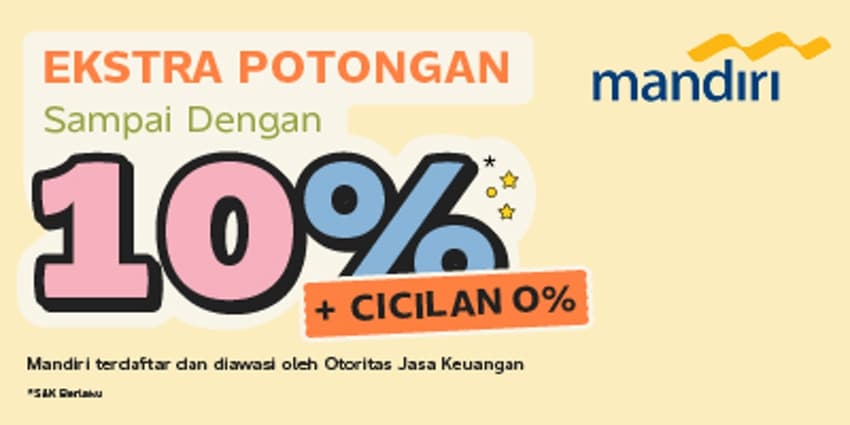 EKSTRA POTONGAN
mandiri
Sampai Dengan
10%*
+ CICILAN 0%
Mandiri terdaftar dan diawasi oleh Otoritas Jasa Keuangan
*S&K Berlaku